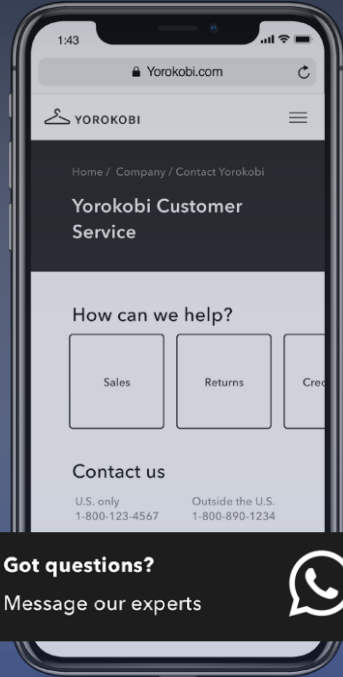 1:43
Yorokobi.com
YOROKOBI
Home / Company / Contact Yorokobi
Yorokobi Customer
Service
How can we help?
Sales
Returns
Contact us
U.S. only
1-800-123-4567
Outside the U.S.
1-800-890-1234
Got questions?
Message our experts